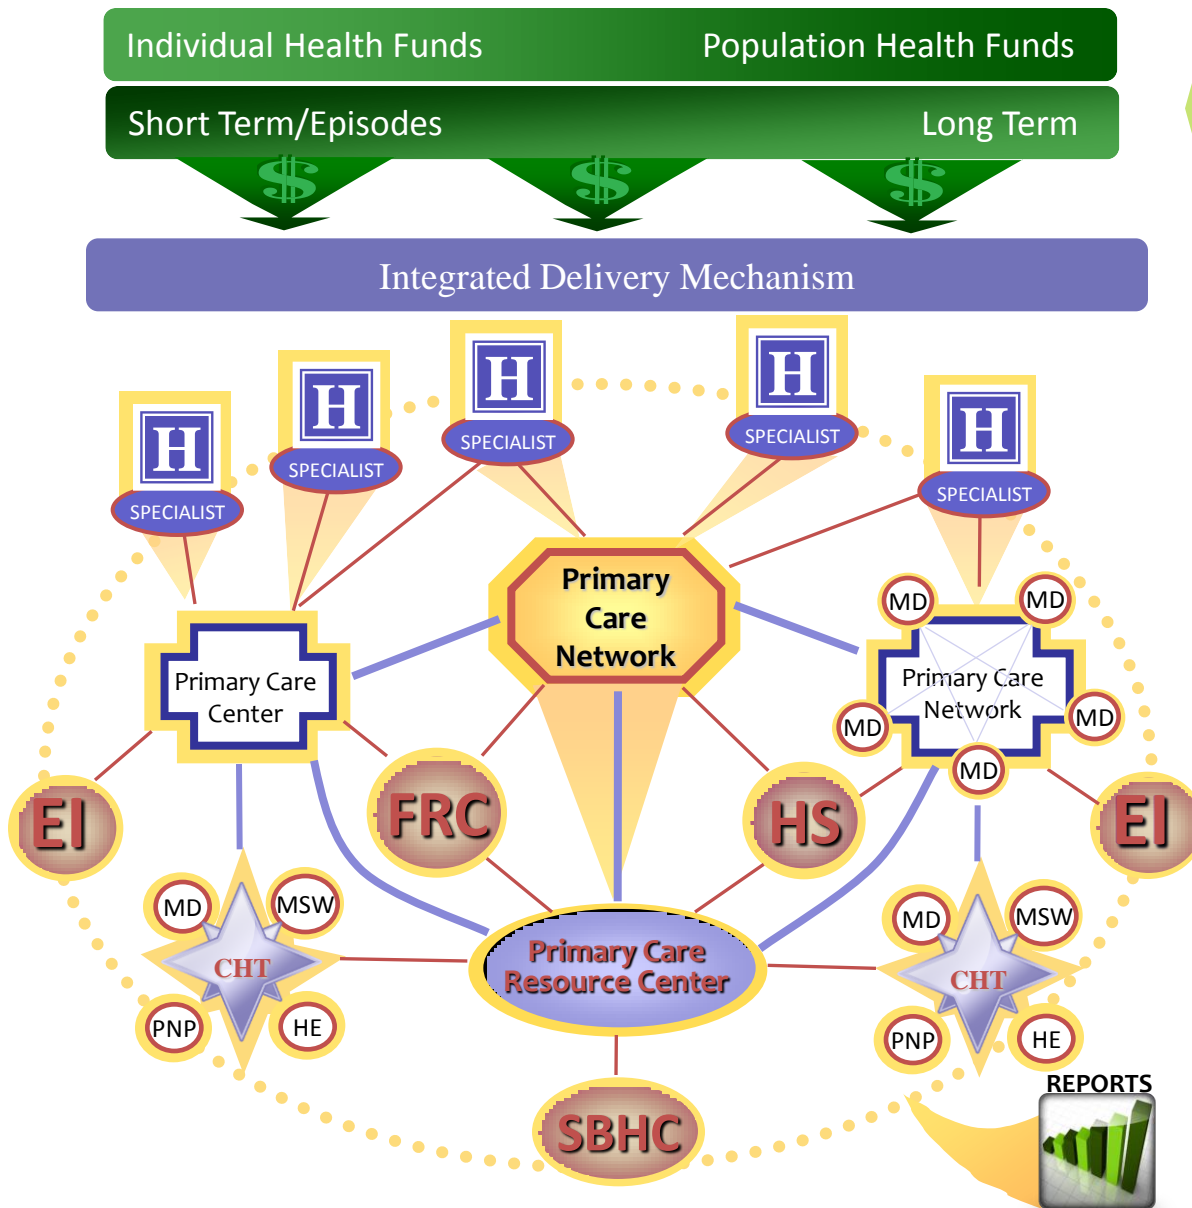 Individual Health Funds
Population Health Funds
Short Term/Episodes
Long Term
$
$
$
Integrated Delivery Mechanism
H
SPECIALIST
H
SPECIALIST
H
SPECIALIST
H
SPECIALIST
H
SPECIALIST
Primary
Care
Network
Primary Care
Center
MD
MD
Primary Care
Network
MD
MD
MD
EI
FRC
HS
EI
MD
MSW
CHT
PNP
HE
Primary Care
Resource Center
MD
MSW
CHT
PNP
HE
SBHC
REPORTS